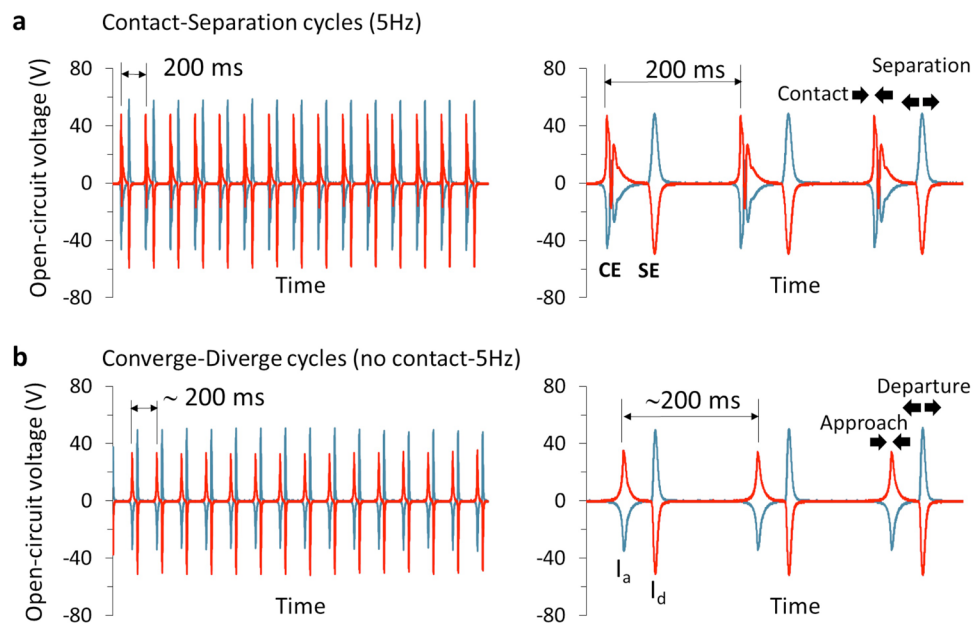 a Contact-Separation cycles (5Hz)
Open-circuit voltage (V)
80
40
0
-40
-80
200 ms
Time
80
40
0
-40
-80
200 ms
Contact
Separation
CE SE
Time
b Converge-Diverge cycles (no contact-5Hz)
Open-circuit voltage (V)
80
40
0
-40
-80
~ 200 ms
Time
80
40
0
-40
-80
~200 ms
Departure
Approach
Ia
Id
Time